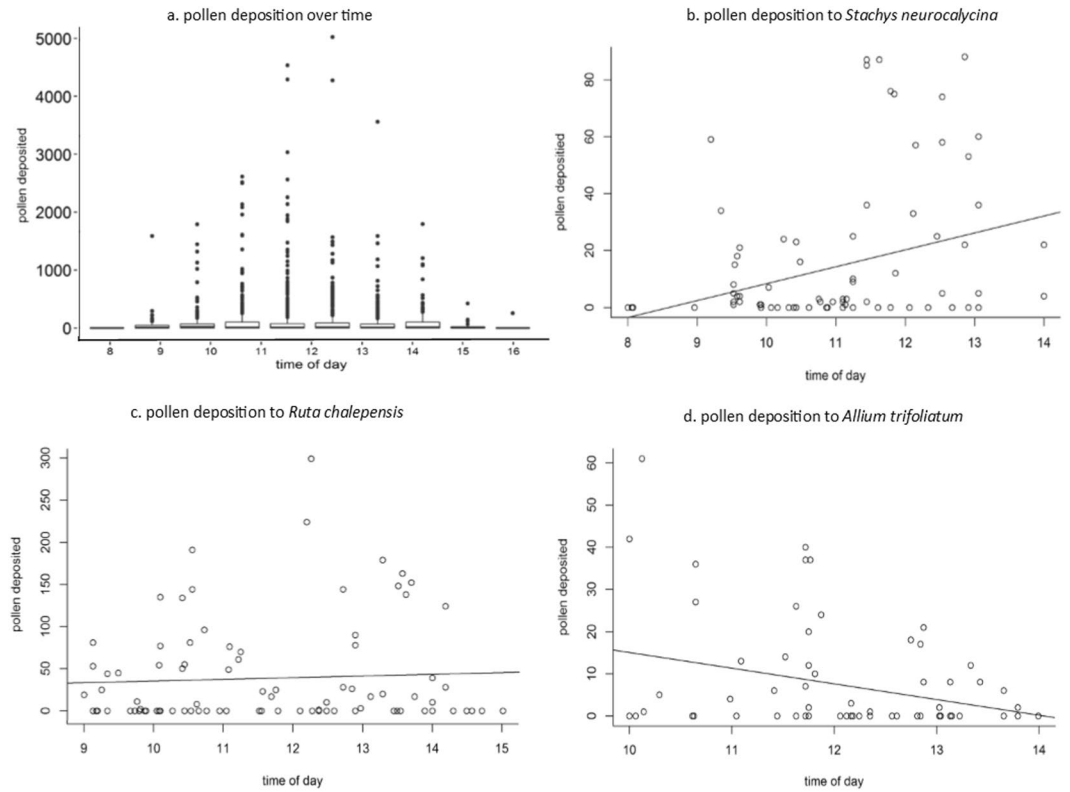 a. pollen deposition over time
5000
4000
3000
2000
1000
0
pollen deposited
8 9 10 11 12 13 14 15 16
time of day
b. pollen deposition to Stachys neurocalycina
80
60
40
20
0
pollen depositied
8 9 10 11 12 13 14
time of day
c. pollen deposition to Ruta chalepensis
300
250
200
150
100
50
0
pollen deposited
9 10 11 12 13 14 15
time of day
d. pollen deposition to Allium trifoliatum
60
50
40
30
20
10
0
pollen deposited
10 11 12 13 14
time of day